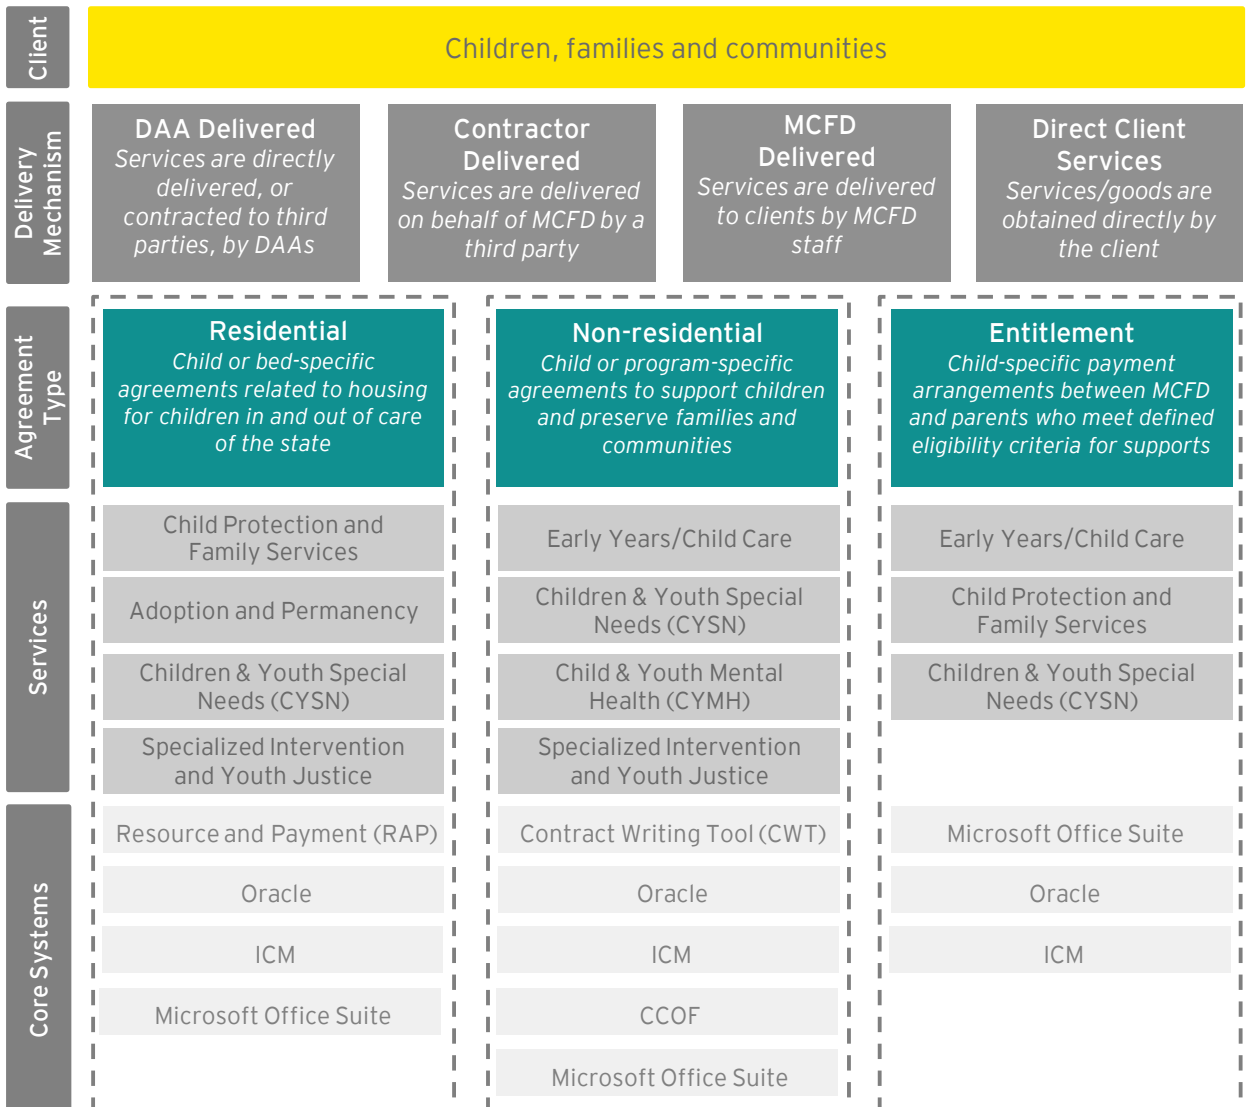 Client
Children, families and communities
Delivery
Mechanism
DAA Delivered
Services are directly
delivered, or
contracted to third
parties, by DAAs
Contractor
Delivered
Services are delivered
on behalf of MCFD by a
third party
MCFD
Delivered
Services are delivered
to clients by MCFD
staff
Direct Client
Services
Services/goods are
obtained directly by
the client
Agreement
Type
Residential
Child or bed-specific
agreements related to housing
for children in and out of care
of the state
Non-residential
Child or program-specific
agreements to support children
and preserve families and
communities
Entitlement
Child-specific payment
arrangements between MCFD
and parents who meet defined
eligibility criteria for supports
Services
Child Protection and
Family Services
Adoption and Permanency
Children & Youth Special
Needs (CYSN)
Specialized Intervention
and Youth Justice
Early Years/Child Care
Children & Youth Special
Needs (CYSN)
Child & Youth Mental
Health (CYMH)
Specialized Intervention
and Youth Justice
Early Years/Child Care
Child Protection and
Family Services
Children & Youth Special
Needs (CYSN)
Core Systems
Resource and Payment (RAP)
Oracle
ICM
Microsoft Office Suite
Contract Writing Tool (CWT)
Oracle
ICM
CCOF
Microsoft Office Suite
Microsoft Office Suite
Oracle
ICM